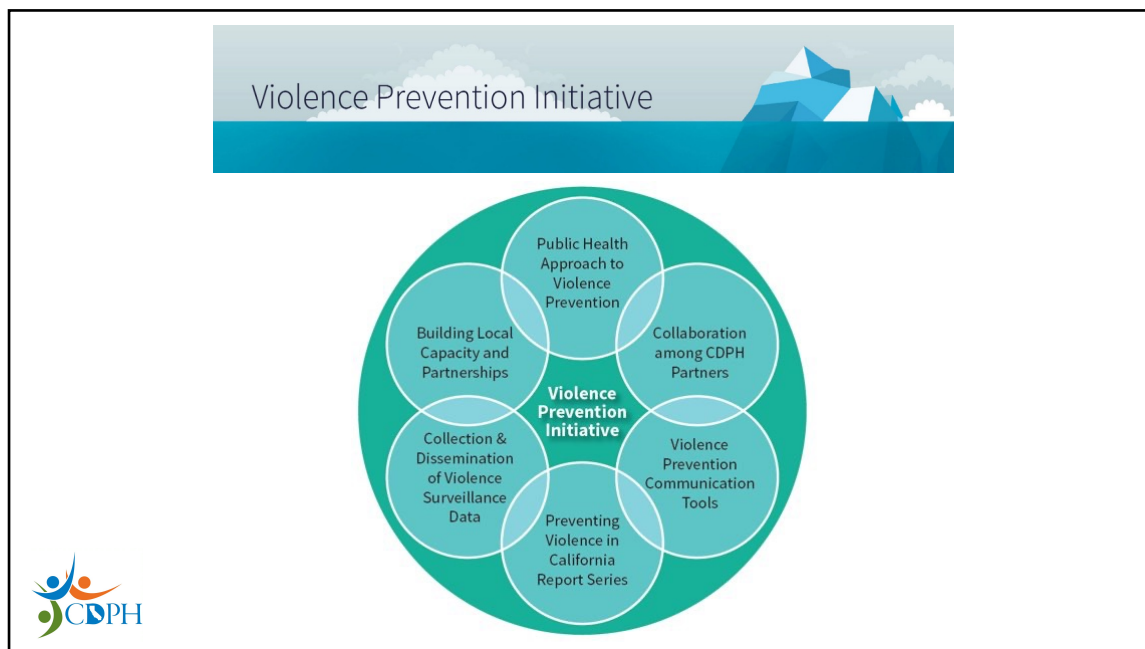 Violence Prevention Initiative
Public Health
Approach to
Violence
Prevention
Building Local
Capacity and
Partnerships
Collaboration
among CDPH
Partners
Violence
Prevention
Initiative
Collection &
Dissemination
of Violence
Surveillance
Data
Violence
Prevention
Communication
Tools
Preventing
Violence in
California
Report Series
CDPH